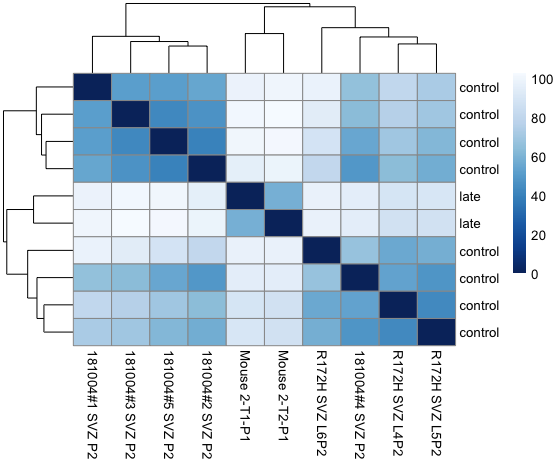 control
control
control
control
late
late
control
control
control
control
100
80
60
40
20
0
181004#1 SVZ P2
181004#3 SVZ P2
181004#5 SVZ P2
181004#2 SVZ P2
Mouse 2-T1-P1
Mouse 2-T2-P1
R172H SVZ L6P2
181004#4 SVZ P2
R172H SVZ L4P2
R172H SVZ L5P2